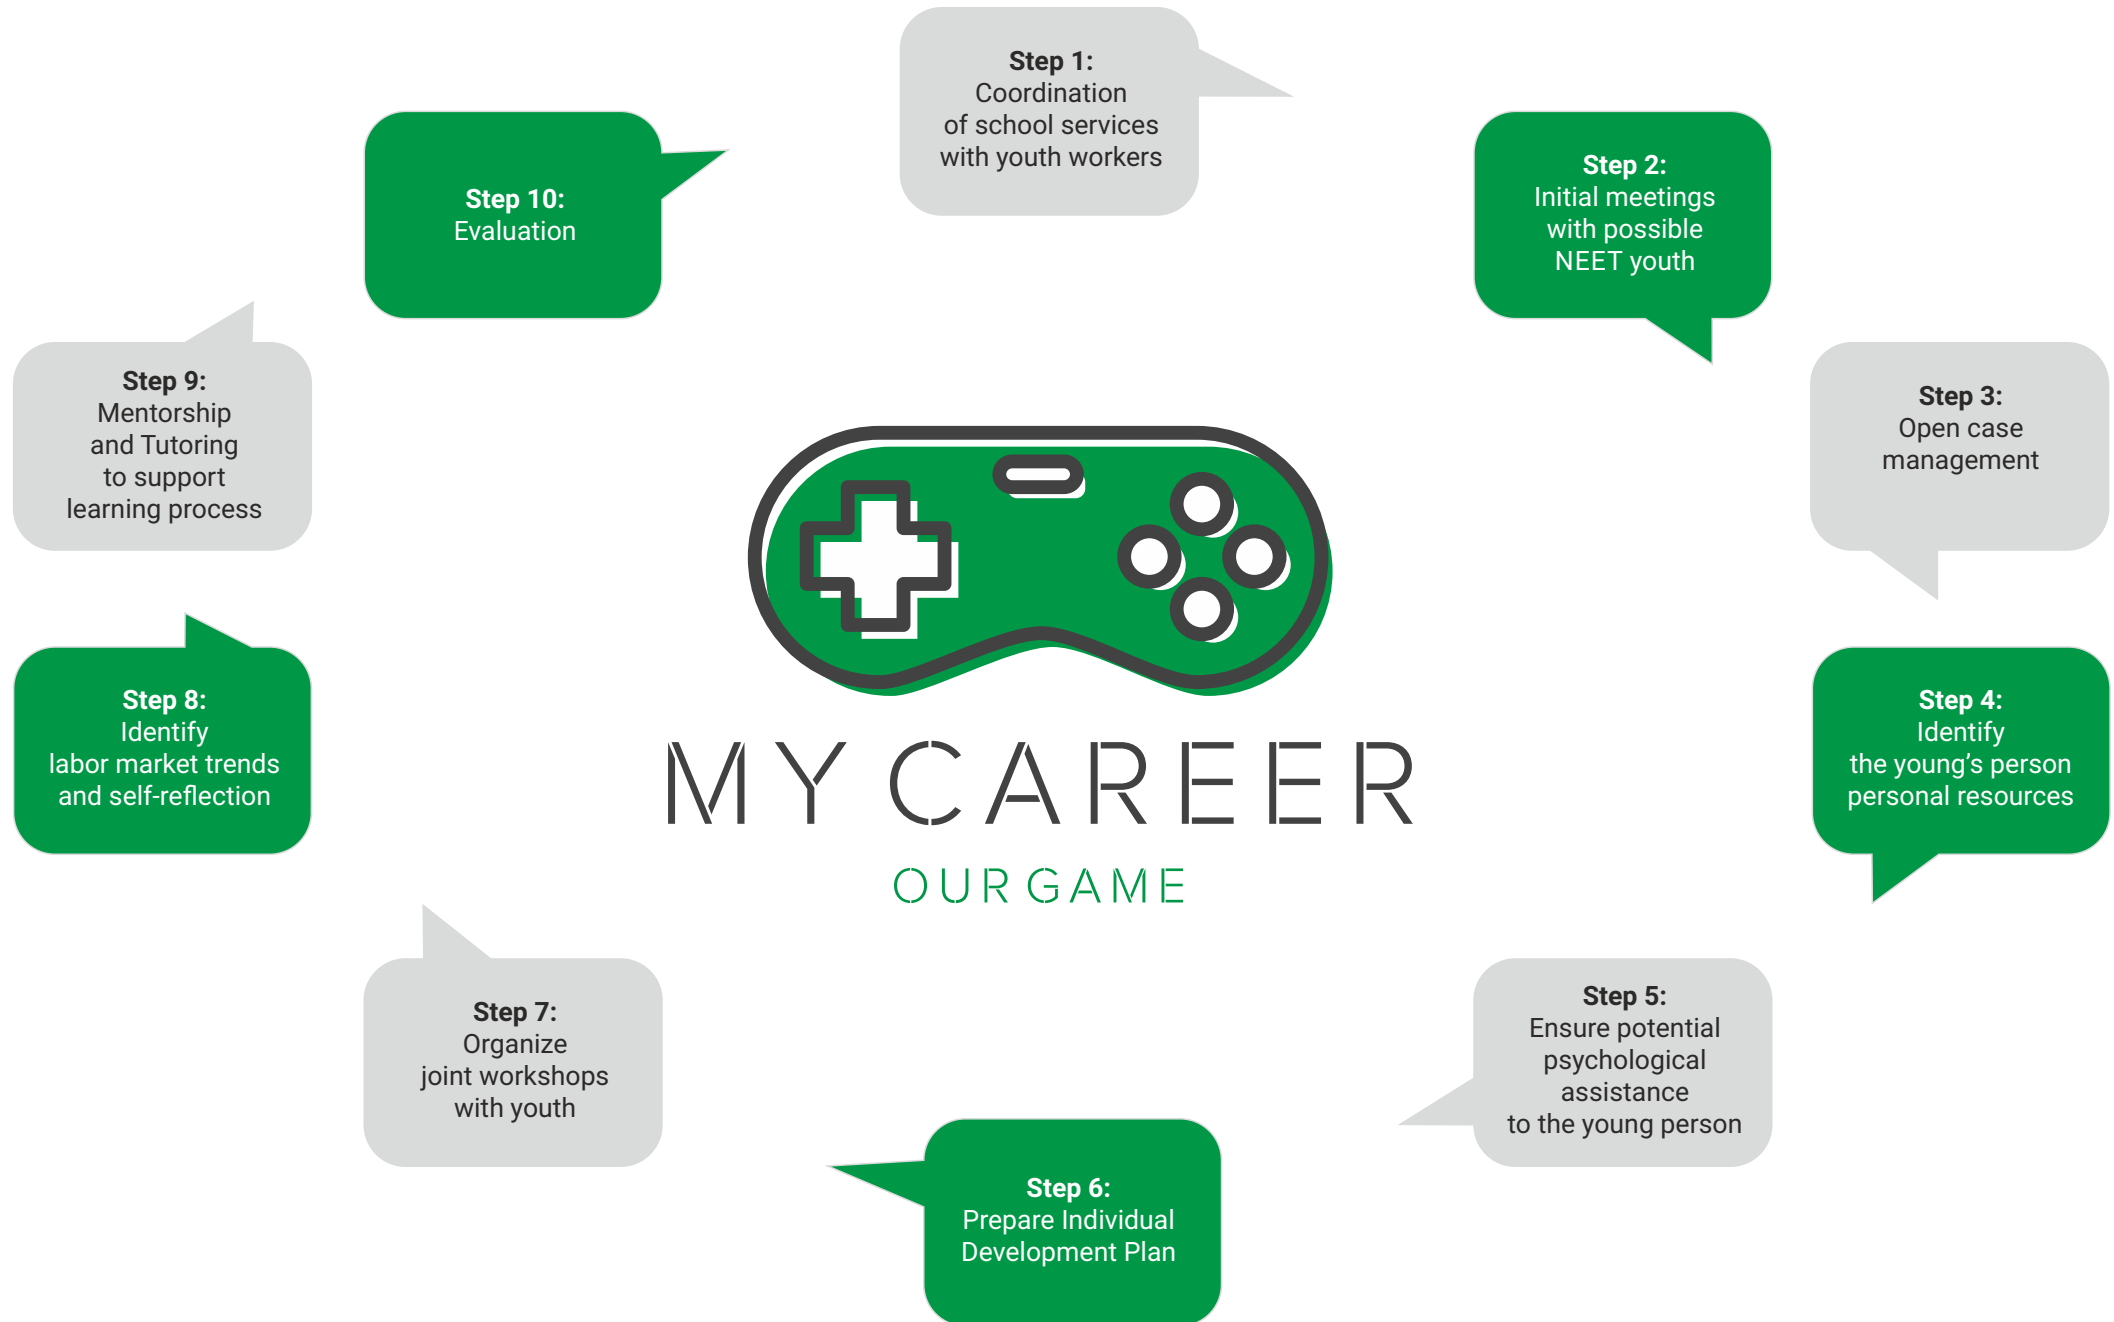 Step 1:
Coordination
of school services
with youth workers
Step 2:
Initial meetings
with possible
NEET youth
Step 3:
Open case
management
Step 4:
Identify
the young’s person
personal resources
Step 5:
Ensure potential
psychological
assistance
to the young person
Step 6:
Prepare Individual
Development Plan
Step 7:
Organize
joint workshops
with youth
Step 8:
Identify
labor market trends
and self-reflection
Step 9:
Mentorship
and Tutoring
to support
learning process
Step 10:
Evaluation
MY CAREER
OUR GAME